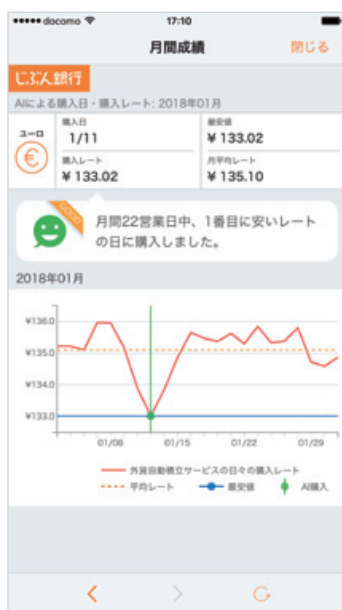 docomo 17:10
月間成績 閉じる
じぶん銀行
AIによる購入日・購入レート: 2018年01月
ユーロ
€
購入日
1/11
最安値
¥ 133.02
購入レート
¥ 133.02
月平均レート
¥ 135.10
GOOD
月間22営業日中、1番目に安いレート
の日に購入しました。
2018年01月
¥136.0
¥135.0
¥134.0
¥133.0
01/08 01/15 01/22 01/29
外貨自動積立サービスの日々の購入レート
平均レート 最安値 AI購入